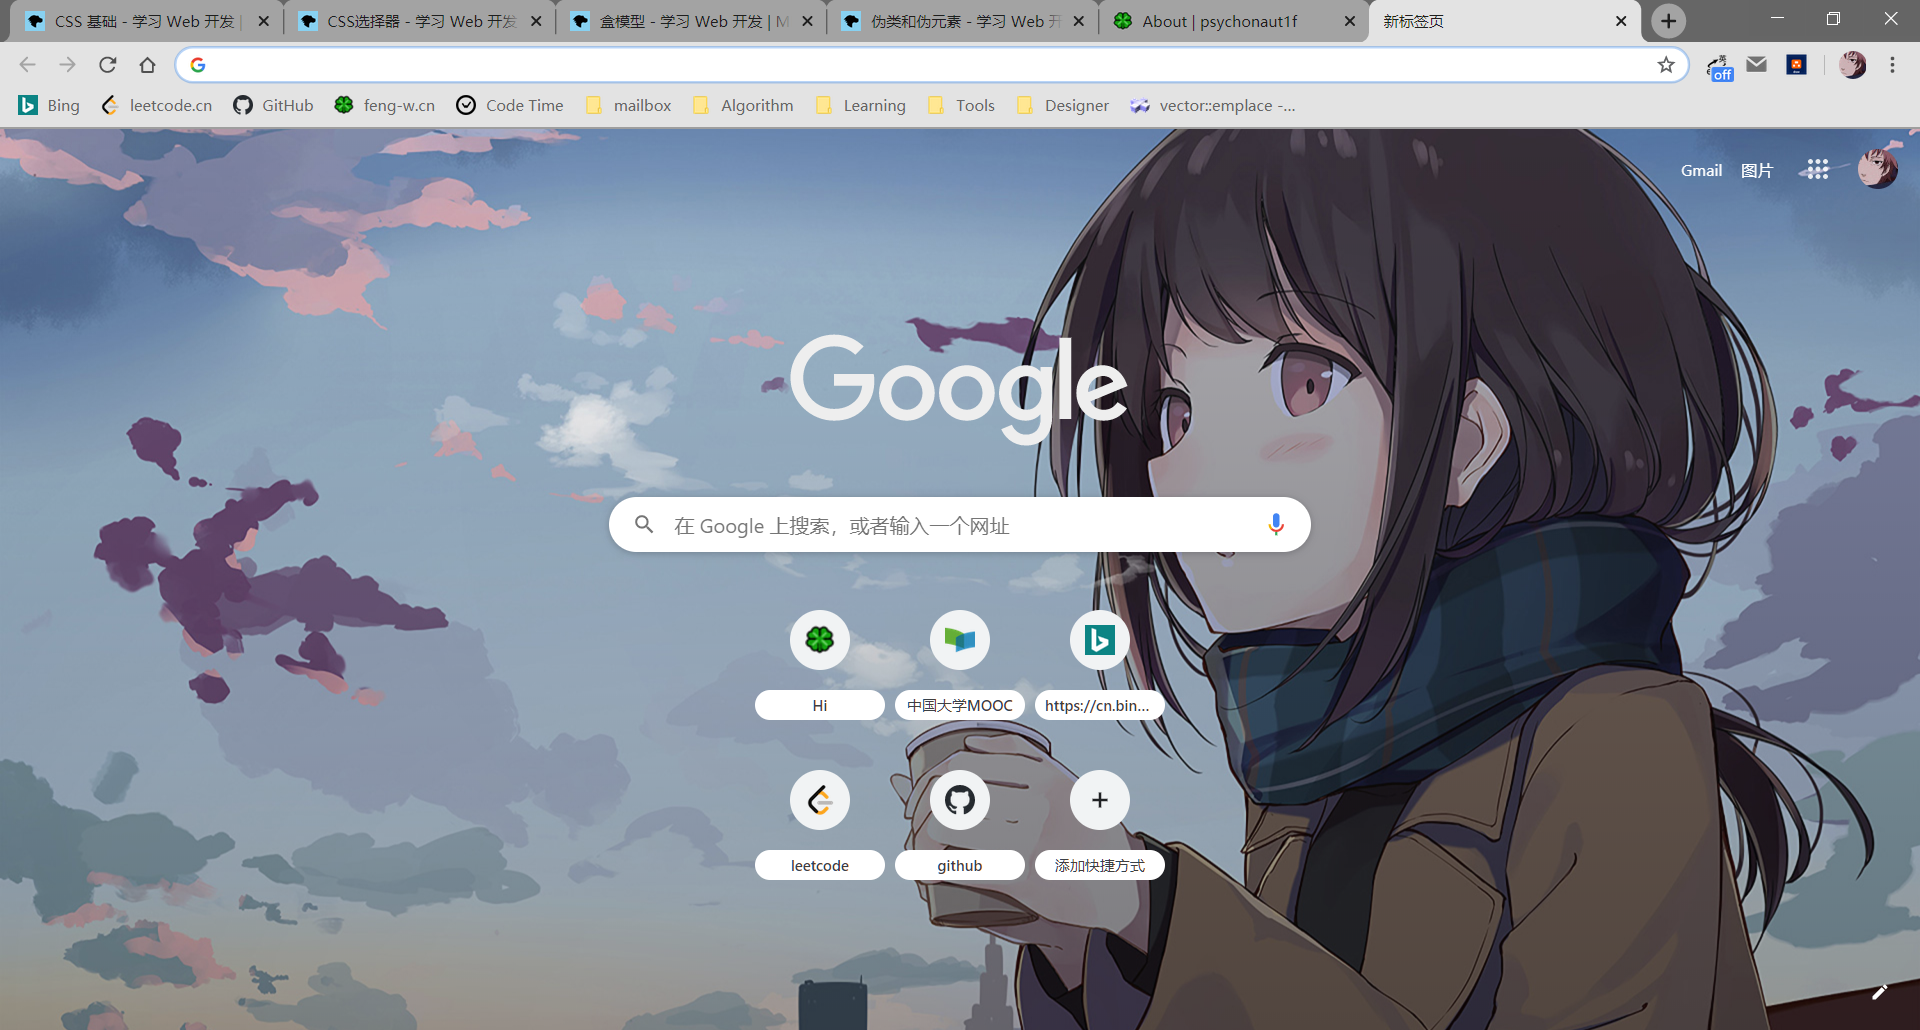 CSS 基础 - 学习 Web 开发 |
CSS选择器 - 学习 Web 开发
盒模型 - 学习 Web 开发 | M
伪类和伪元素 - 学习 Web 开
About | psychonaut1f
新标签页
英
off
Bing
leetcode.cn
GitHub
feng-w.cn
Code Time
mailbox
Algorithm
Learning
Tools
Designer
vector::emplace -...
Gmail
图片
Google
在 Google 上搜索，或者输入一个网址
Hi
中国大学MOOC
https://cn.bin...
leetcode
github
添加快捷方式